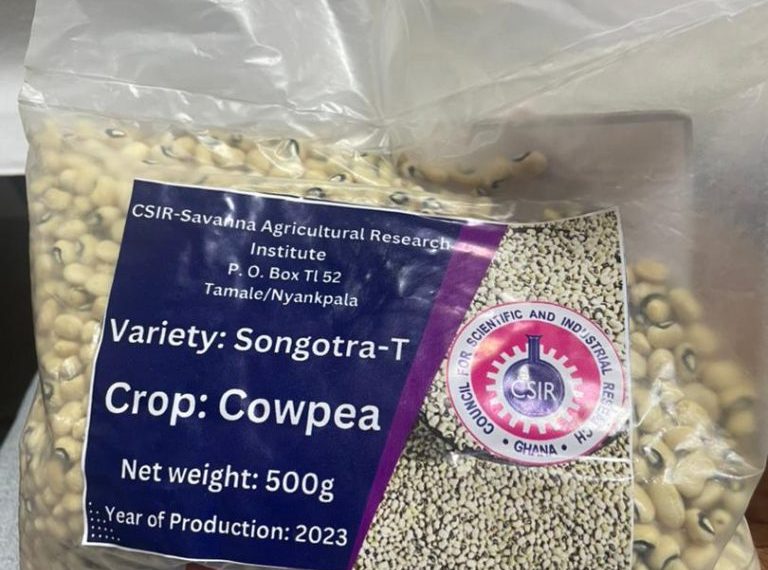 CSIR-Savanna Agricultural Research
Institute
P. O. Box Tl 52
Tamale/Nyankpala
Variety: Songotra-T
Crop: Cowpea
Net weight: 500g
Year of Production: 2023
COUNCIL FOR SCIENTIFIC AND INDUSTRIAL RESEARCH
CSIR
• GHANA •